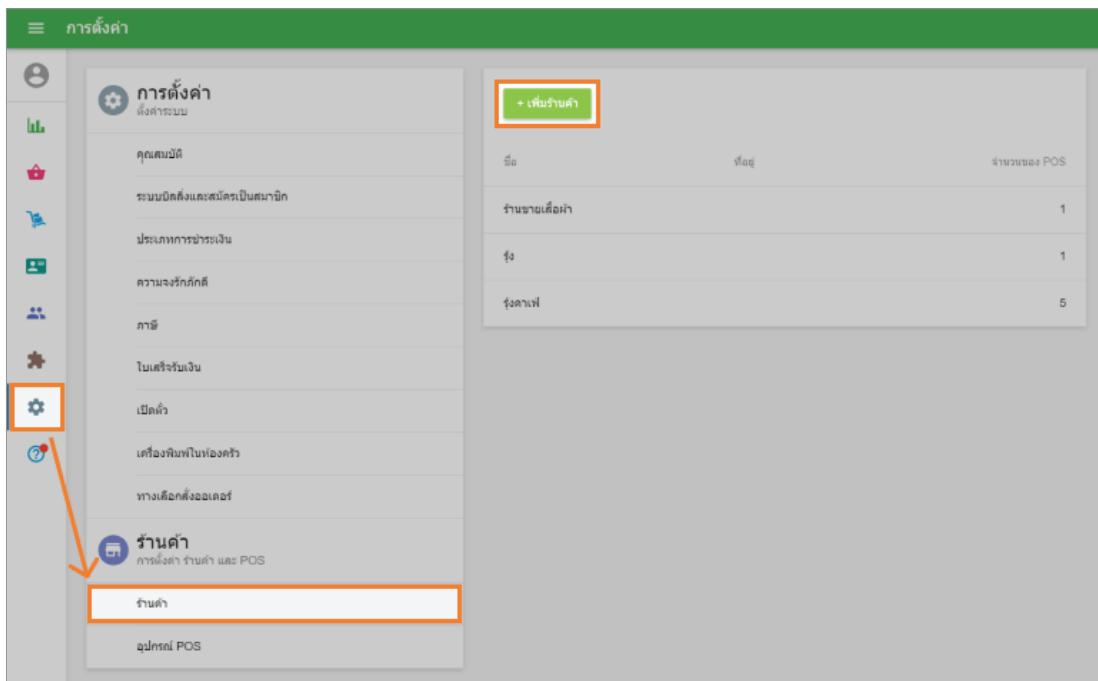 การตั้งค่า
การตั้งค่า
ตั้งค่าระบบ
คุณสมบัติ
ระบบบิลลิ่งและสมัครเป็นสมาชิก
ประเภทการชำระเงิน
ความจงรักภักดี
ภาษี
ใบเสร็จรับเงิน
เปิดตั๋ว
เครื่องพิมพ์ในห้องครัว
ทางเลือกสั่งออเดอร์
ร้านค้า
การตั้งค่า ร้านค้า และ POS
ร้านค้า
อุปกรณ์ POS
+ เพิ่มร้านค้า
ชื่อ ที่อยู่ จำนวนของ POS
ร้านขายเสื้อผ้า 1
รุ้ง 1
รุ้งคาเฟ่ 5